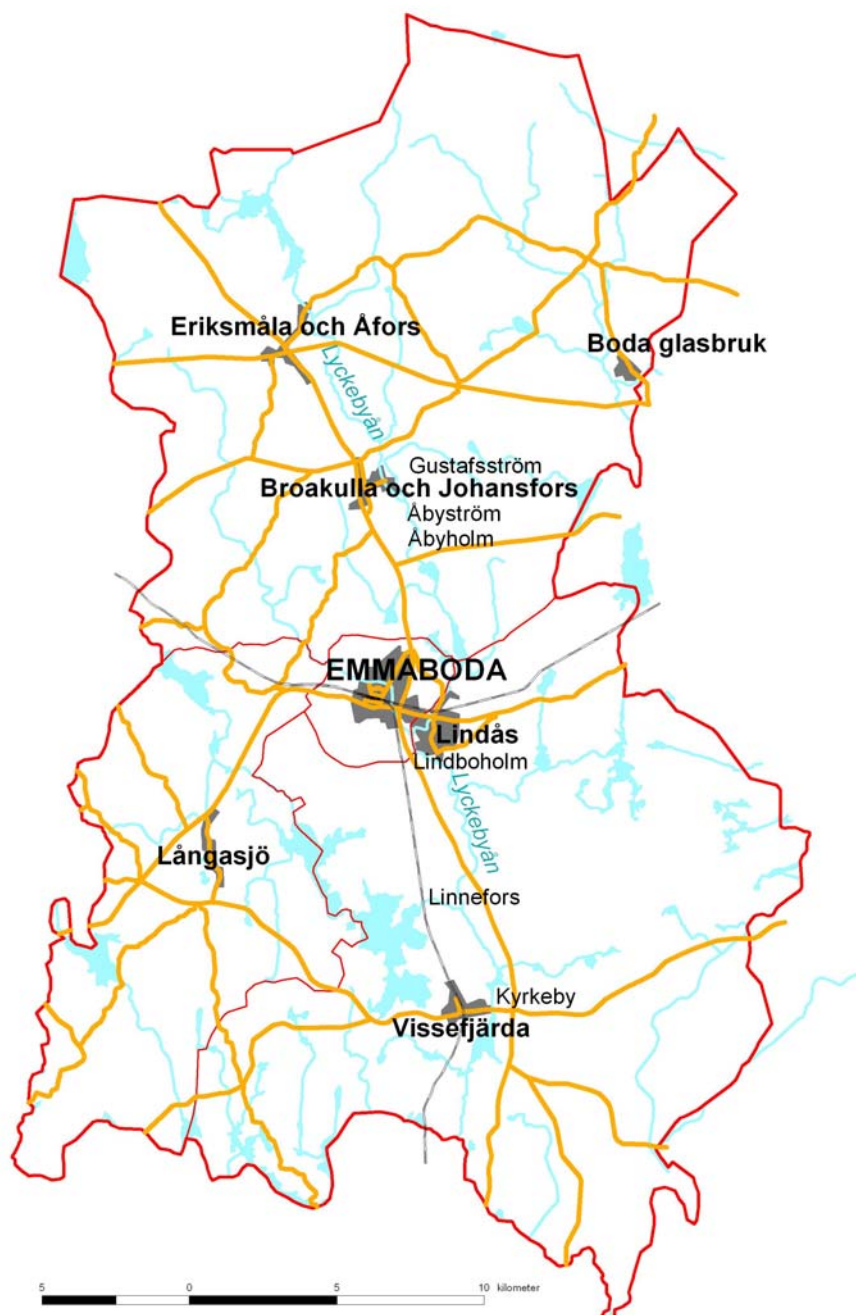 Eriksmåla och Åfors
Boda glasbruk
Lyckebyån
Gustafsström
Broakulla och Johansfors
Åbyström
Åbyholm
EMMABODA
Lindås
Lindboholm
Lyckebyån
Långasjö
Linnefors
Kyrkeby
Vissefjärda
5 0 5 10 kilometer